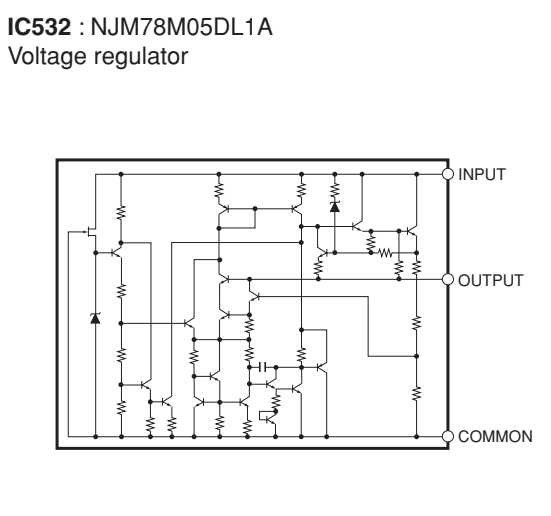 IC532 : NJM78M05DL1A
Voltage regulator
INPUT
OUTPUT
COMMON